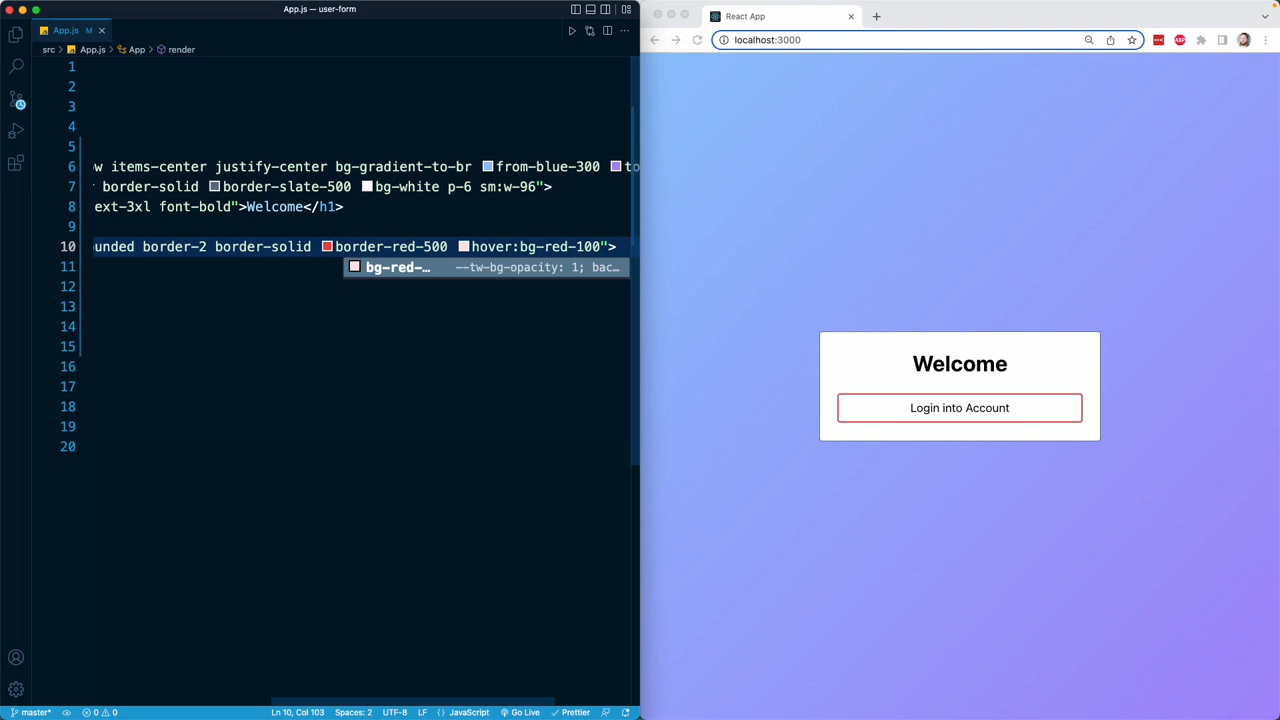 App.js — user-form
App.js M
src App.js App render
1
2
3
4
5
6 ow items-center justify-center bg-gradient-to-br from-blue-300 to
7 border-solid border-slate-500 bg-white p-6 sm:w-96">
8 ext-3xl font-bold">Welcome</h1>
9
10 ounded border-2 border-solid border-red-500 hover:bg-red-100">
bg-red-… --tw-bg-opacity: 1; bac…
11
12
13
14
15
16
17
18
19
20
master* 0 0 Ln 10, Col 103 Spaces: 2 UTF-8 LF { } JavaScript Go Live Prettier
React App
localhost:3000
ABP
Welcome
Login into Account